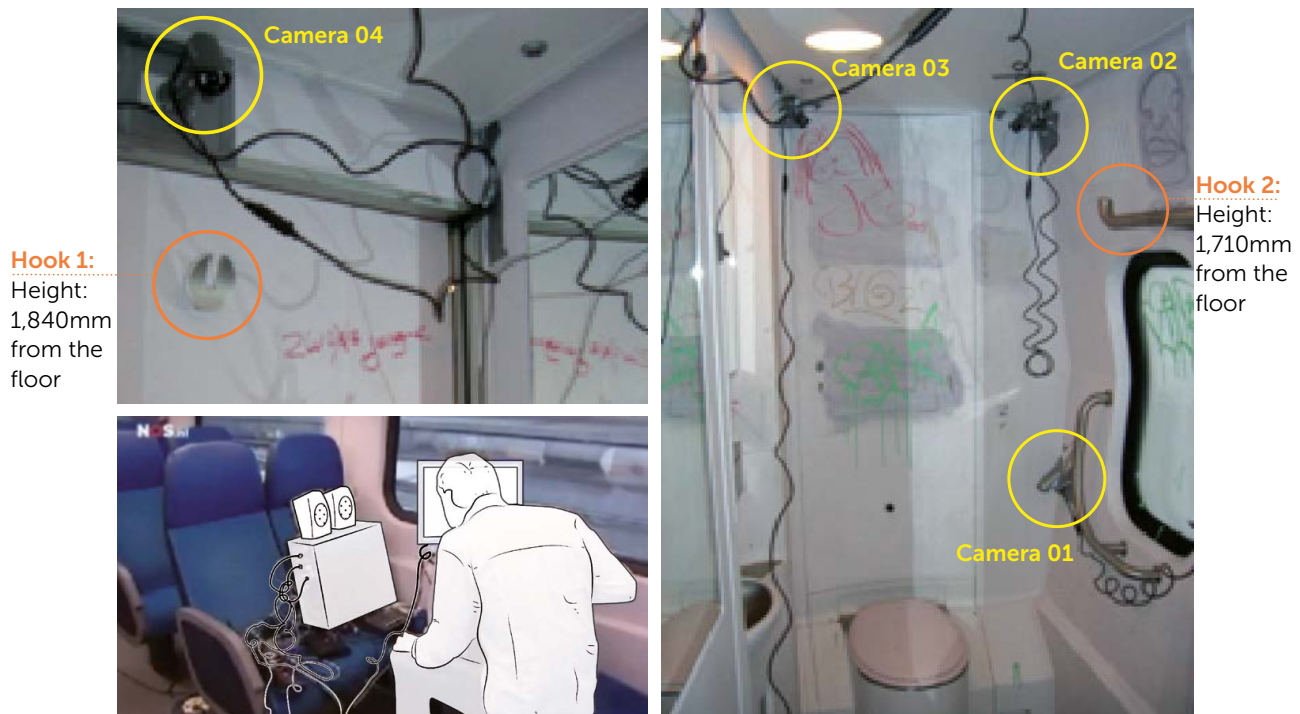 Camera 04
Hook 1:
Height:
1,840mm
from the
floor
NOS.nl
Camera 03
Camera 02
Hook 2:
Height:
1,710mm
from the
floor
Camera 01